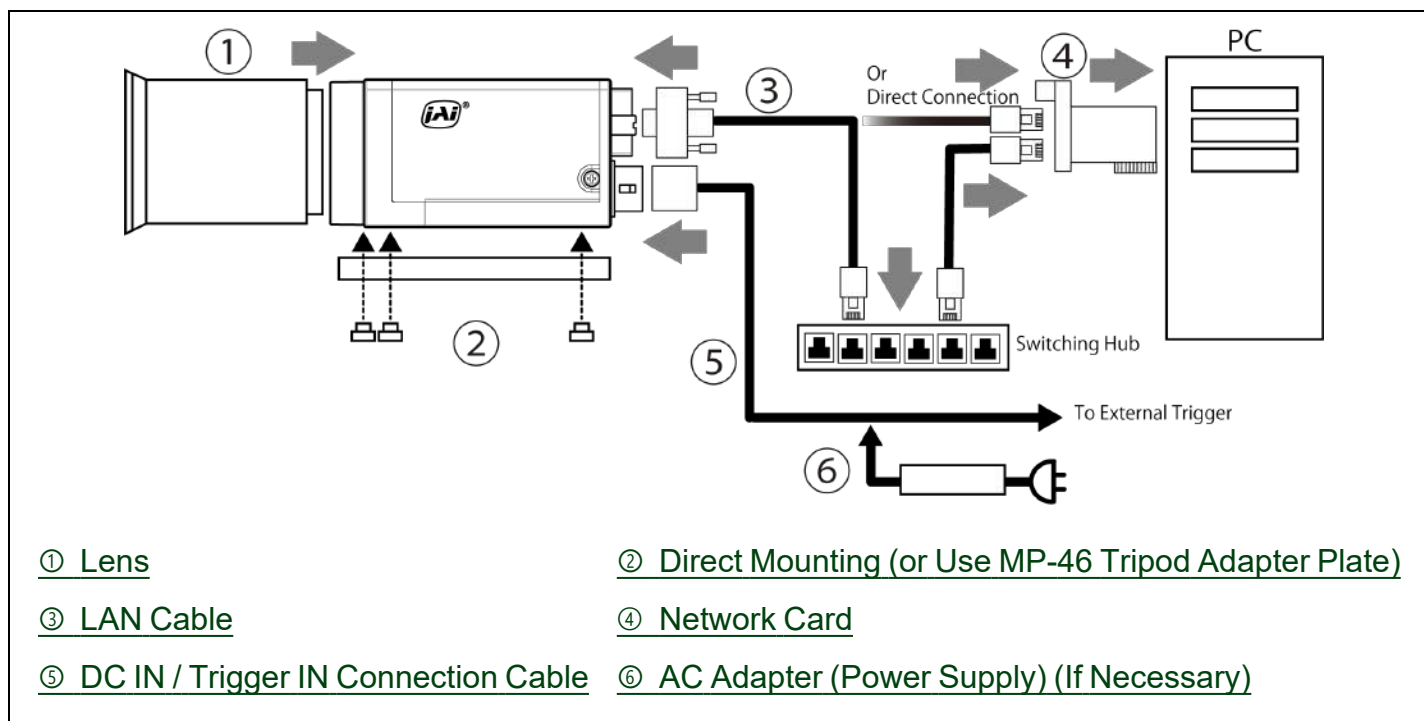 ①
④
PC
JAi®
③
Or
Direct Connection
②
⑤
Switching Hub
To External Trigger
⑥
① Lens
② Direct Mounting (or Use MP-46 Tripod Adapter Plate)
③ LAN Cable
④ Network Card
⑤ DC IN / Trigger IN Connection Cable
⑥ AC Adapter (Power Supply) (If Necessary)